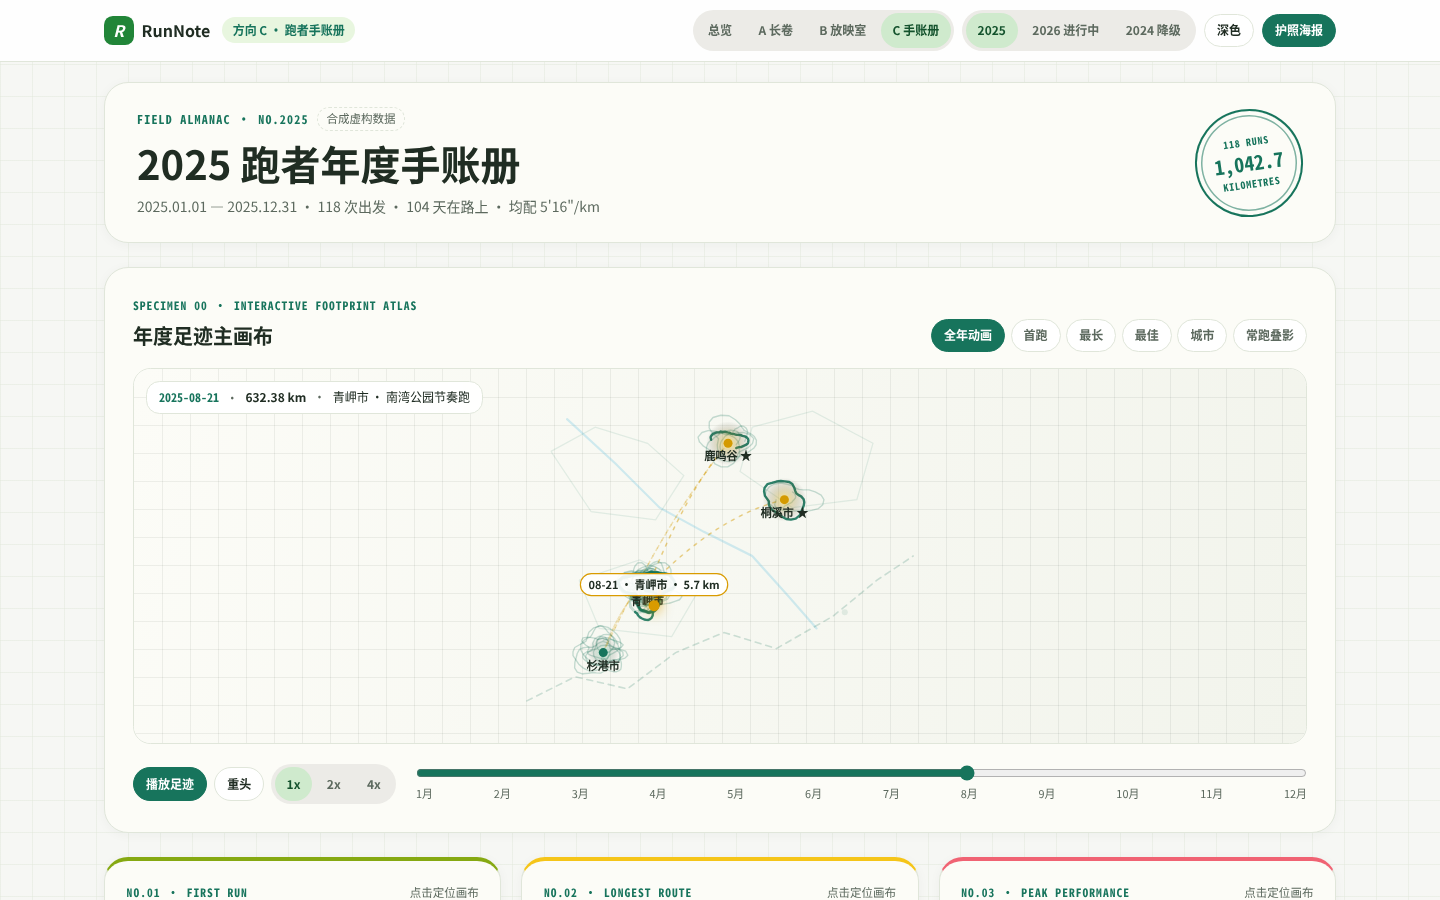 R RunNote 方向 C · 跑者手账册 总览 A 长卷 B 放映室 C 手账册 2025 2026 进行中 2024 降级 深色 护照海报
FIELD ALMANAC · NO.2025 合成虚构数据
2025 跑者年度手账册
2025.01.01 — 2025.12.31 · 118 次出发 · 104 天在路上 · 均配 5'16"/km
118 RUNS
1,042.7
KILOMETRES
SPECIMEN 00 · INTERACTIVE FOOTPRINT ATLAS
年度足迹主画布
全年动画 首跑 最长 最佳 城市 常跑叠影
2025-08-21 · 632.38 km · 青岬市 · 南湾公园节奏跑
鹿鸣谷 ★
桐溪市 ★
08-21 · 青岬市 · 5.7 km
青岬市
杉港市
播放足迹 重头 1x 2x 4x
1月 2月 3月 4月 5月 6月 7月 8月 9月 10月 11月 12月
NO.01 · FIRST RUN 点击定位画布
NO.02 · LONGEST ROUTE 点击定位画布
NO.03 · PEAK PERFORMANCE 点击定位画布